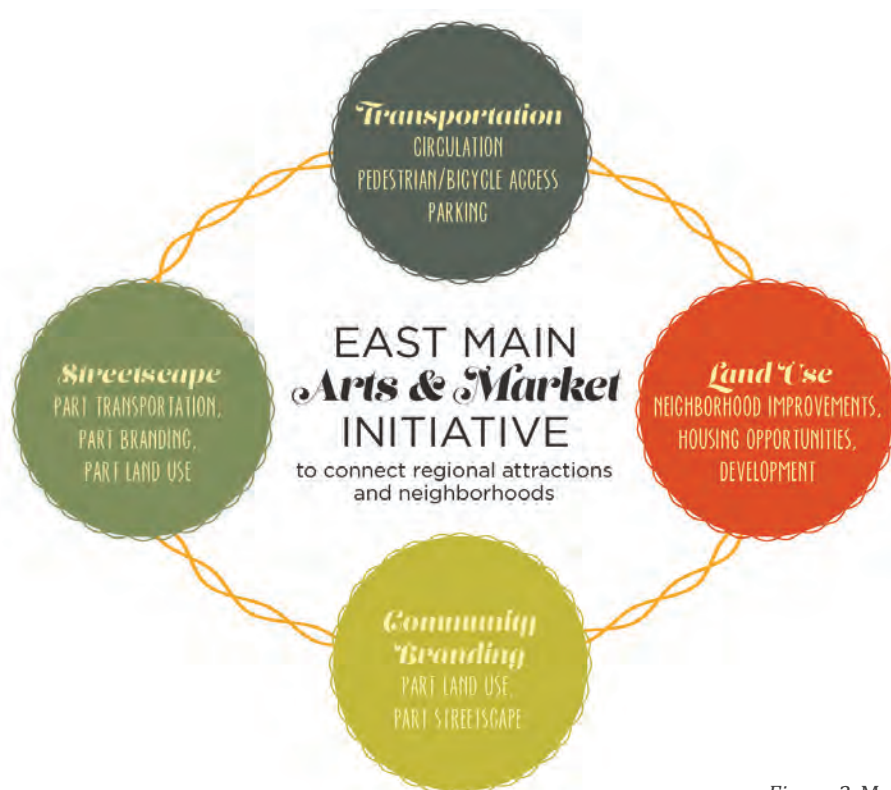 Transportation
CIRCULATION
PEDESTRIAN/BICYCLE ACCESS
PARKING
Streetscape
PART TRANSPORTATION,
PART BRANDING,
PART LAND USE
EAST MAIN
Arts & Market
INITIATIVE
to connect regional attractions
and neighborhoods
Land Use
NEIGHBORHOOD IMPROVEMENTS,
HOUSING OPPORTUNITIES,
DEVELOPMENT
Community
Branding
PART LAND USE,
PART STREETSCAPE